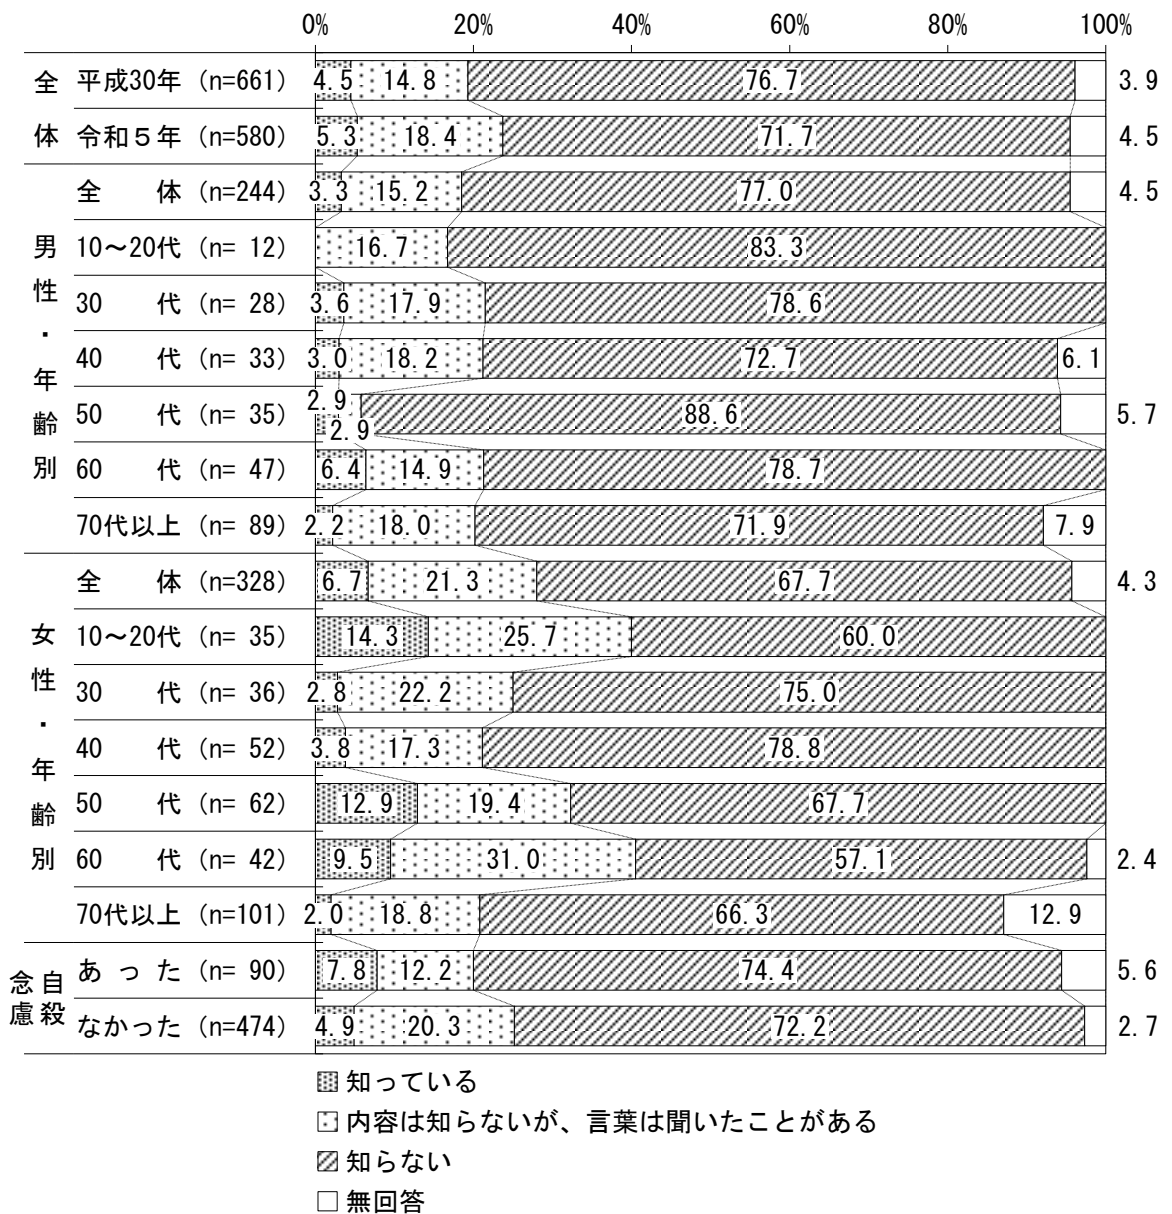 0% 20% 40% 60% 80% 100%
全体
平成30年 (n=661) 4.5 14.8 76.7 3.9
令和５年 (n=580) 5.3 18.4 71.7 4.5
男性・年齢別
全　　体 (n=244) 3.3 15.2 77.0 4.5
10～20代 (n= 12) 16.7 83.3
30　　代 (n= 28) 3.6 17.9 78.6
40　　代 (n= 33) 3.0 18.2 72.7 6.1
50　　代 (n= 35) 2.9 2.9 88.6 5.7
60　　代 (n= 47) 6.4 14.9 78.7
70代以上 (n= 89) 2.2 18.0 71.9 7.9
女性・年齢別
全　　体 (n=328) 6.7 21.3 67.7 4.3
10～20代 (n= 35) 14.3 25.7 60.0
30　　代 (n= 36) 2.8 22.2 75.0
40　　代 (n= 52) 3.8 17.3 78.8
50　　代 (n= 62) 12.9 19.4 67.7
60　　代 (n= 42) 9.5 31.0 57.1 2.4
70代以上 (n=101) 2.0 18.8 66.3 12.9
自殺念慮
あ っ た (n= 90) 7.8 12.2 74.4 5.6
なかった (n=474) 4.9 20.3 72.2 2.7
知っている
内容は知らないが、言葉は聞いたことがある
知らない
無回答